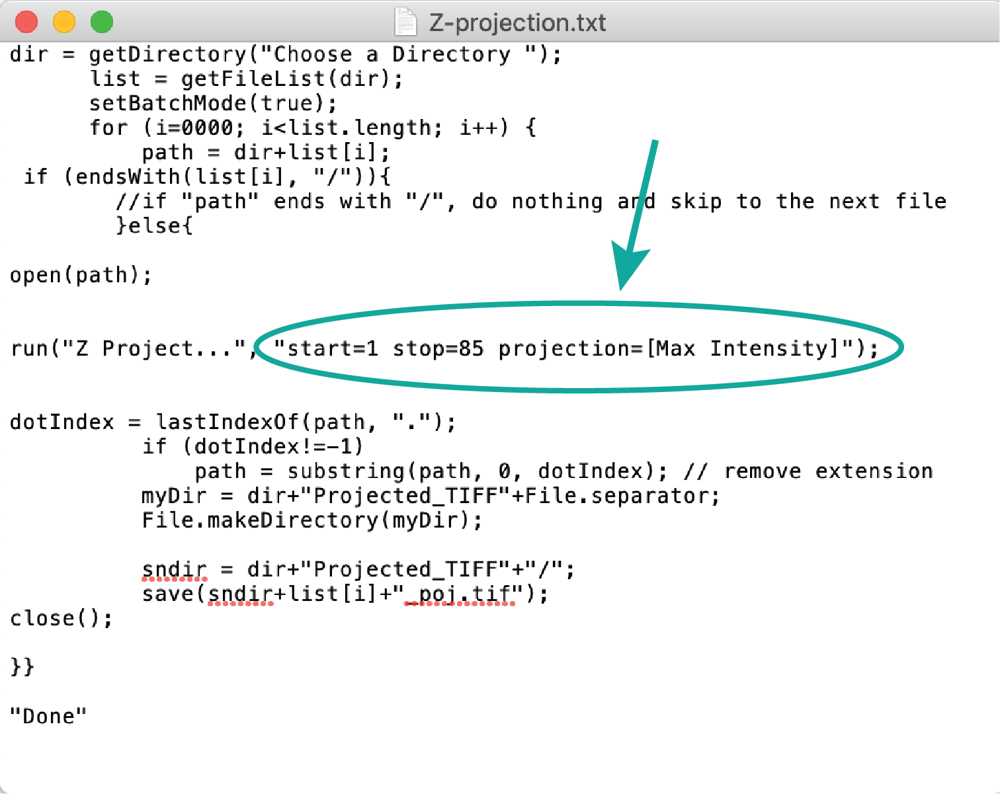 Z-projection.txt
dir = getDirectory("Choose a Directory ");
list = getFileList(dir);
setBatchMode(true);
for (i=0000; i<list.length; i++) {
path = dir+list[i];
if (endsWith(list[i], "/")){
//if "path" ends with "/", do nothing and skip to the next file
}else{
open(path);
run("Z Project...", "start=1 stop=85 projection=[Max Intensity]");
dotIndex = lastIndexOf(path, ".");
if (dotIndex!=-1)
path = substring(path, 0, dotIndex); // remove extension
myDir = dir+"Projected_TIFF"+File.separator;
File.makeDirectory(myDir);
sndir = dir+"Projected_TIFF"+"/";
save(sndir+list[i]+"_poj.tif");
close();
}}
"Done"